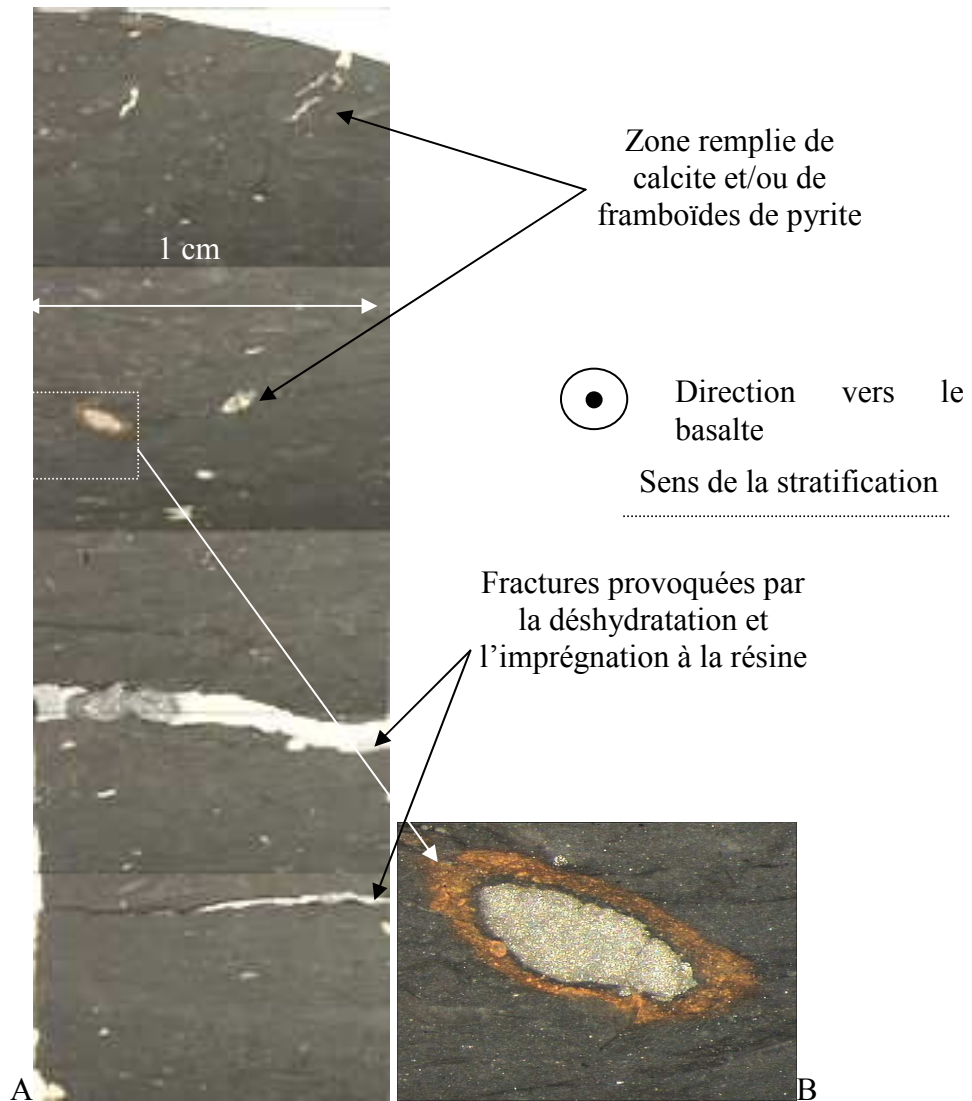 Zone remplie de
calcite et/ou de
framboïdes de pyrite
1 cm
Direction vers le
basalte
Sens de la stratification
Fractures provoquées par
la déshydratation et
l’imprégnation à la résine
A
B